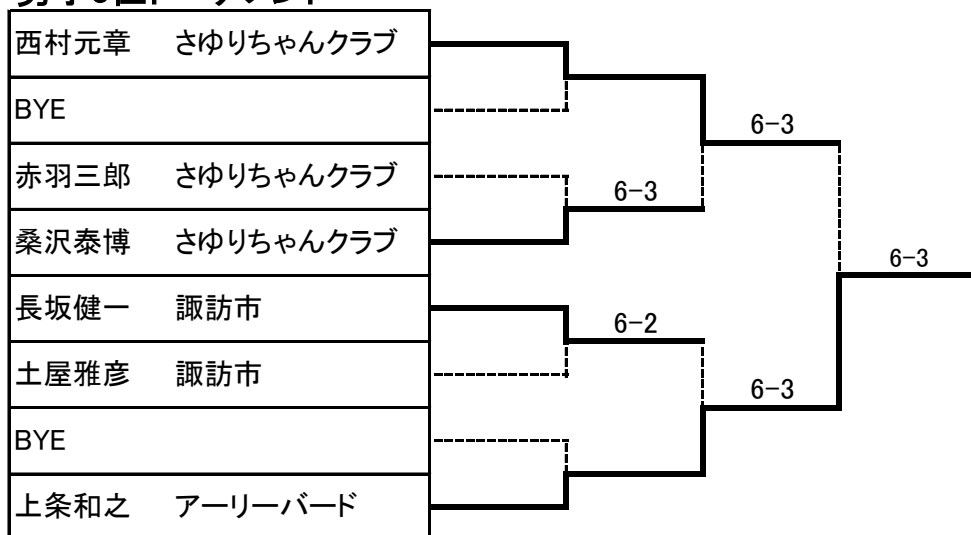 西村元章 さゆりちゃんクラブ
BYE
6-3
赤羽三郎 さゆりちゃんクラブ
6-3
桑沢泰博 さゆりちゃんクラブ
6-3
長坂健一 諏訪市
6-2
土屋雅彦 諏訪市
6-3
BYE
上条和之 アーリーバード